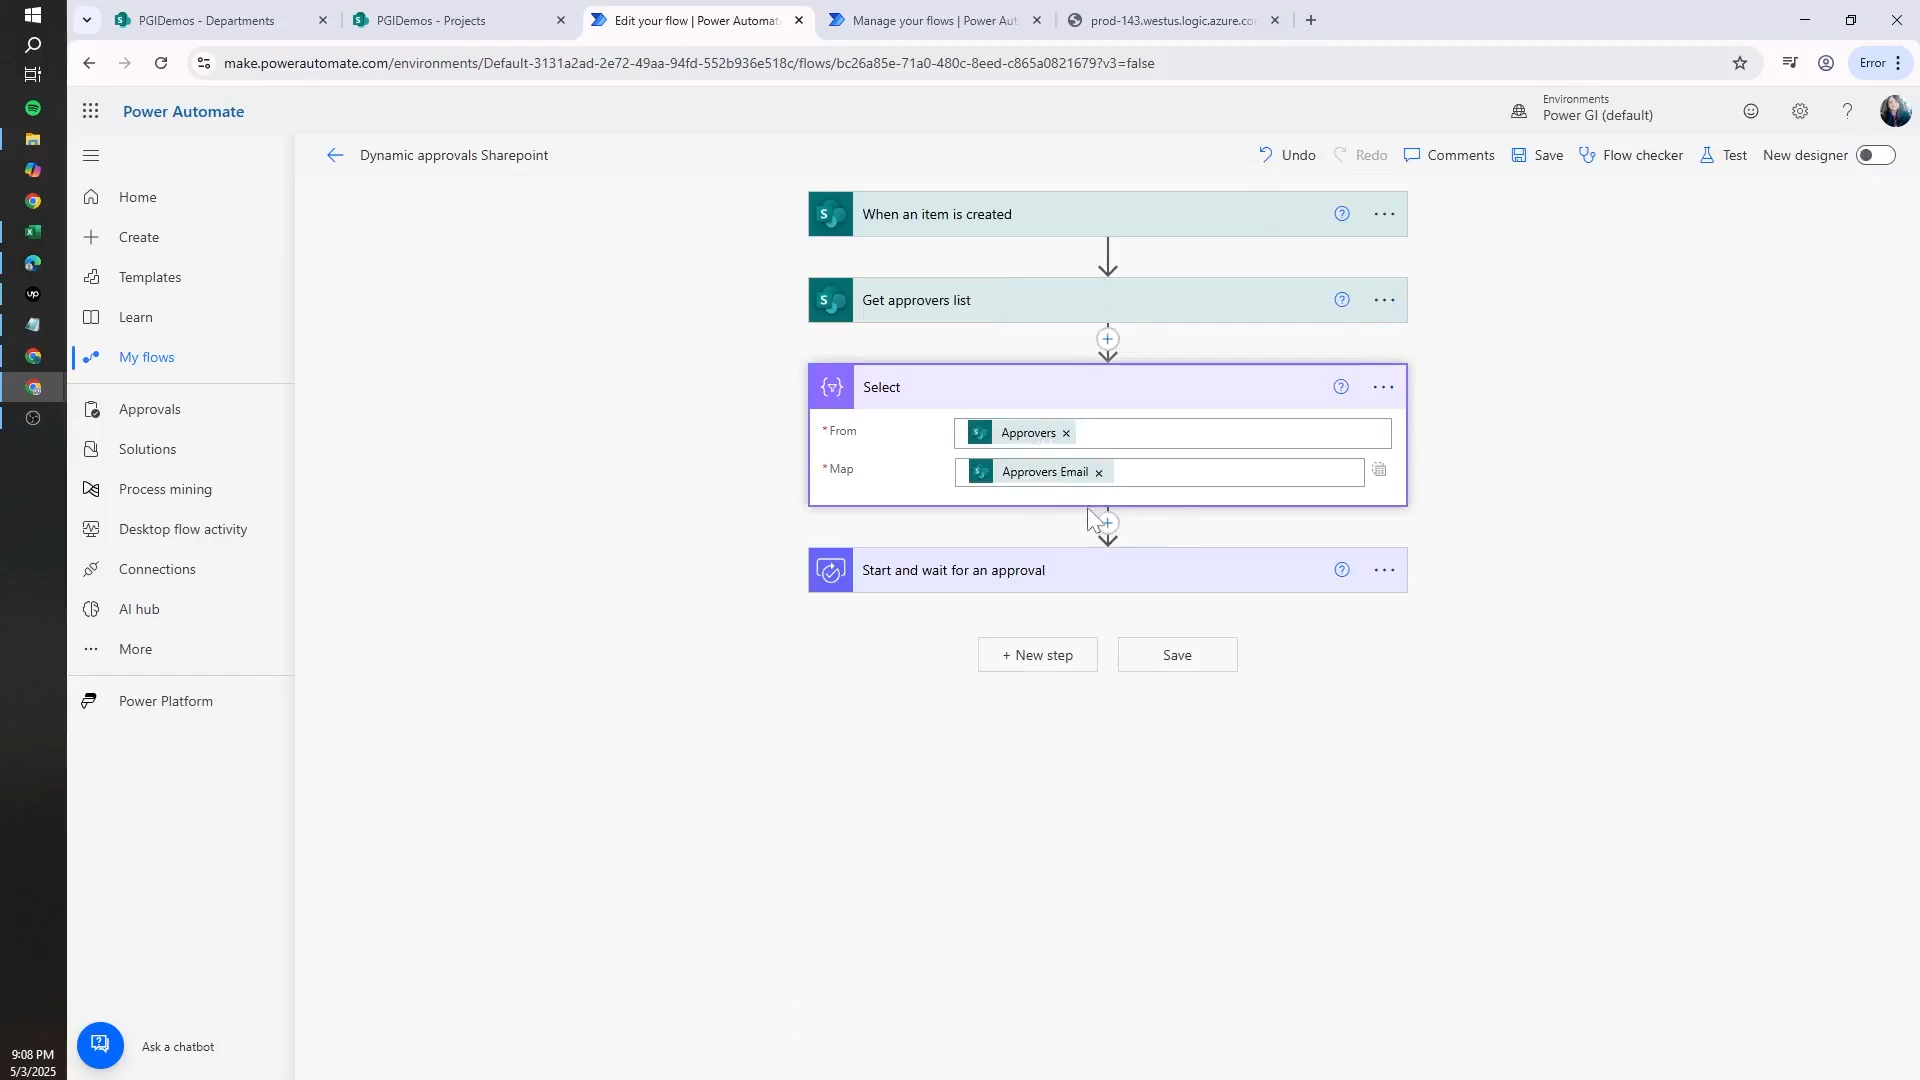 PGIDemos - Departments
PGIDemos - Projects
Edit your flow | Power Automat
Manage your flows | Power Aut
prod-143.westus.logic.azure.co
make.powerautomate.com/environments/Default-3131a2ad-2e72-49aa-94fd-552b936e518c/flows/bc26a85e-71a0-480c-8eed-c865a0821679?v3=false
Error
Power Automate
Environments
Power GI (default)
Dynamic approvals Sharepoint
Undo
Redo
Comments
Save
Flow checker
Test
New designer
Home
Create
Templates
Learn
My flows
Approvals
Solutions
Process mining
Desktop flow activity
Connections
AI hub
More
Power Platform
When an item is created
Get approvers list
Select
* From
Approvers
* Map
Approvers Email
Start and wait for an approval
+ New step
Save
Ask a chatbot
up
9:08 PM
5/3/2025